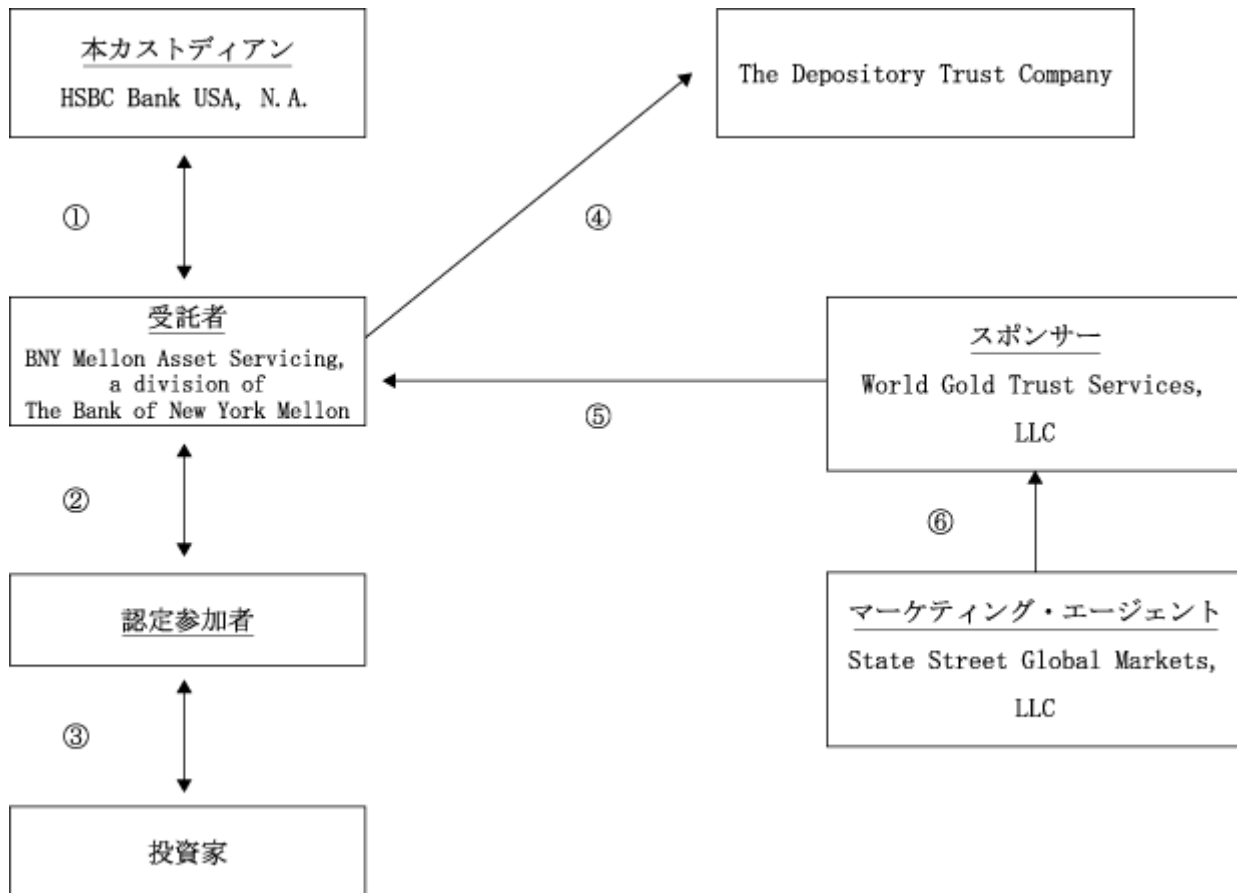 本カストディアン
HSBC Bank USA, N.A.
The Depository Trust Company
①
④
受託者
BNY Mellon Asset Servicing,
a division of
The Bank of New York Mellon
スポンサー
World Gold Trust Services,
LLC
⑤
②
⑥
認定参加者
マーケティング・エージェント
State Street Global Markets,
LLC
③
投資家